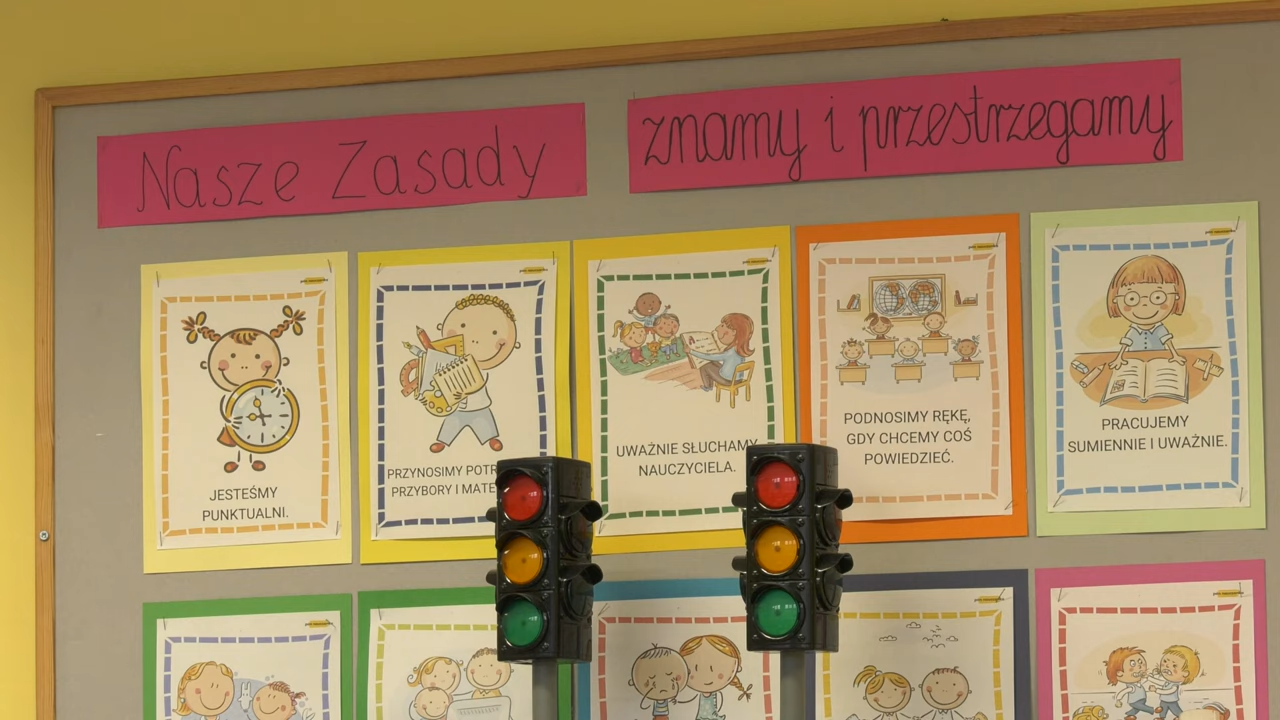 Nasze Zasady
znamy i przestrzegamy
JESTEŚMY
PUNKTUALNI.
PRZYNOSIMY
PRZYBORY I
UWAŻNIE SŁUCHAMY
NAUCZYCIELA.
PODNOSIMY RĘKĘ,
GDY CHCEMY COŚ
POWIEDZIEĆ.
PRACUJEMY
SUMIENNIE I UWAŻNIE.